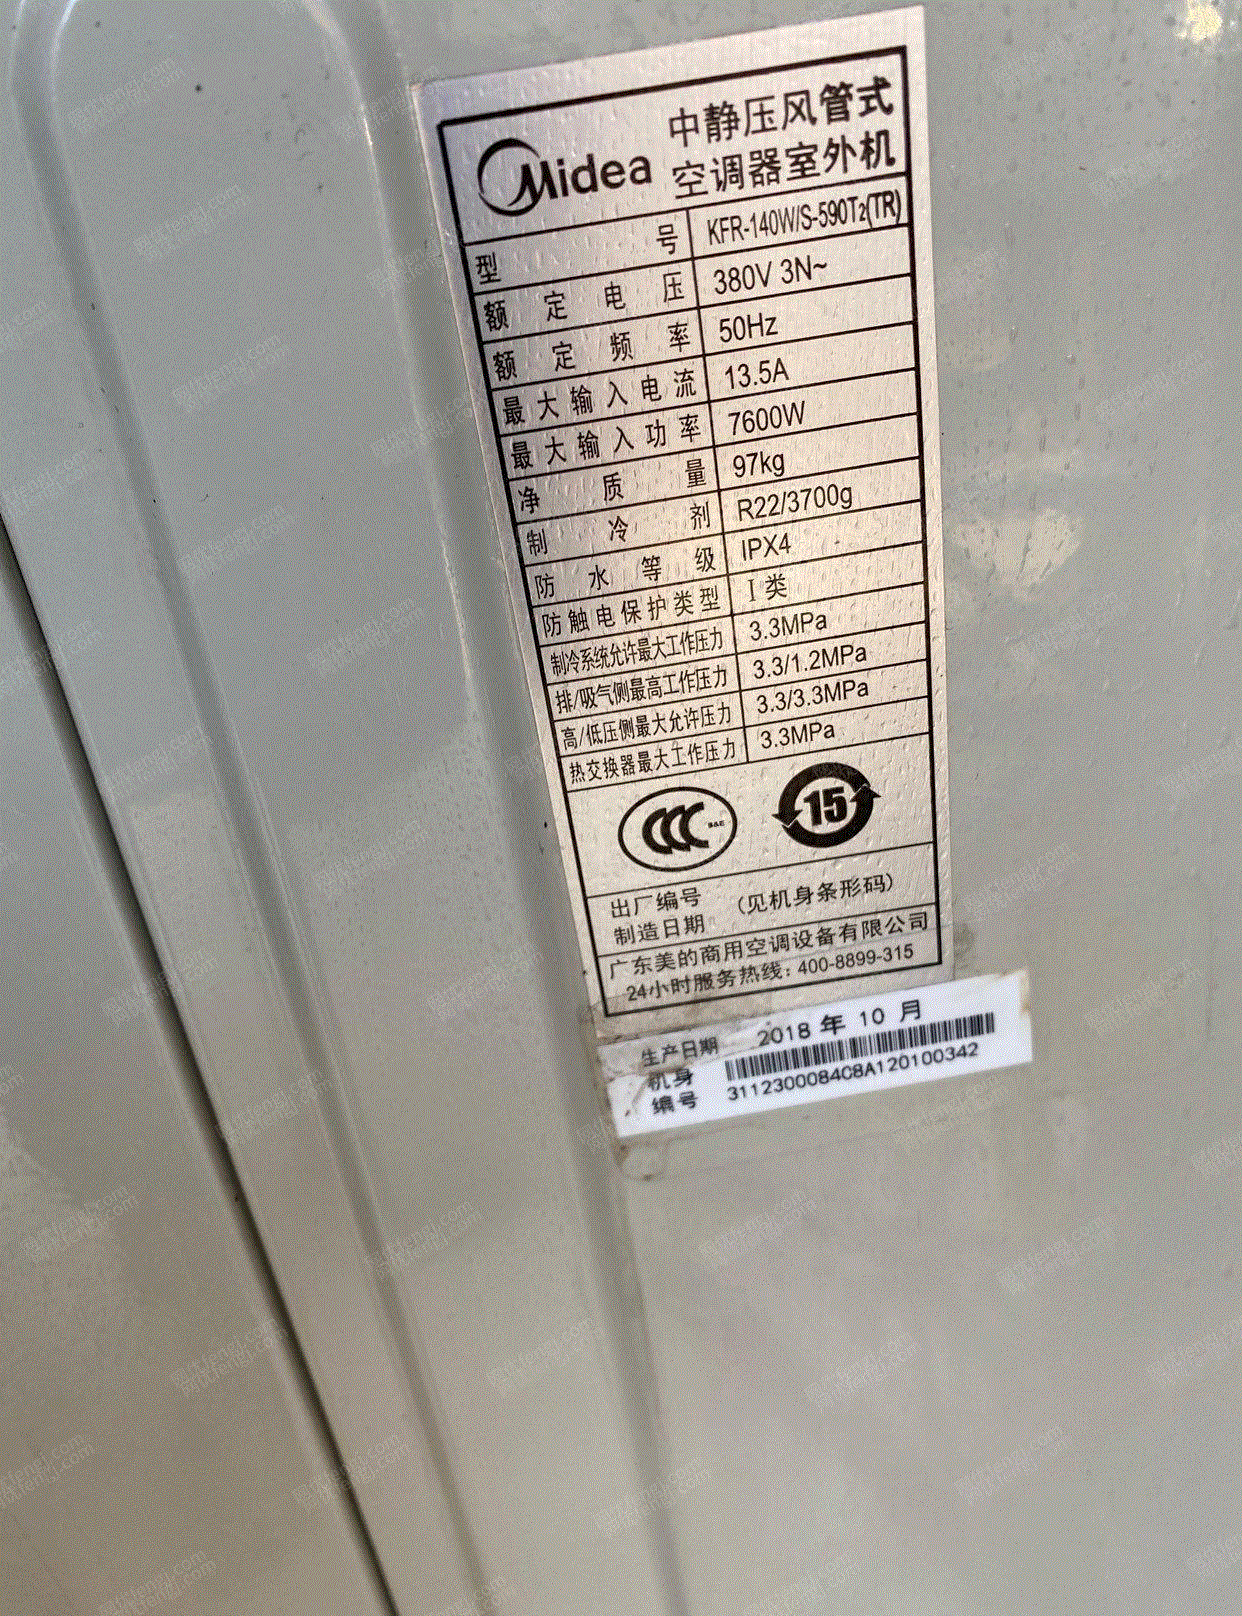 Midea
中静压风管式
空调器室外机
型号 KFR-140W/S-590T2(TR)
额定电压 380V 3N~
额定频率 50Hz
最大输入电流 13.5A
最大输入功率 7600W
净质量 97kg
制冷剂 R22/3700g
防水等级 IPX4
防触电保护类型 I 类
制冷系统允许最大工作压力 3.3MPa
排/吸气侧最高工作压力 3.3/1.2MPa
高/低压侧最大允许压力 3.3/3.3MPa
热交换器最大工作压力 3.3MPa
CCC S&E 15
出厂编号
制造日期 (见机身条形码)
广东美的商用空调设备有限公司
24小时服务热线: 400-8899-315
生产日期 2018 年 10 月
机身
编号 3112300084C8A120100342